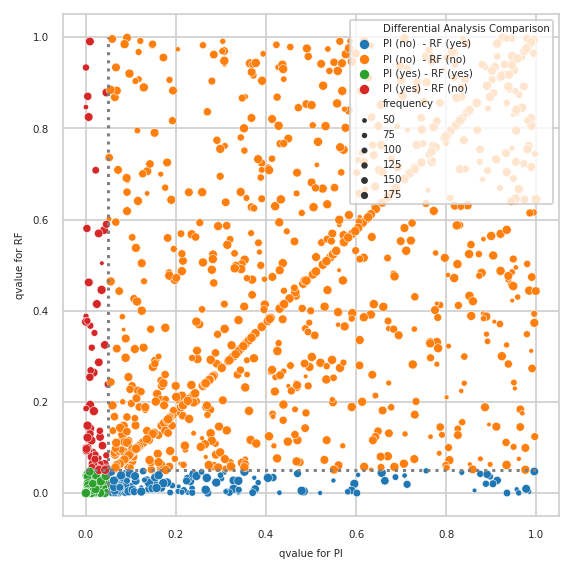 Differential Analysis Comparison
PI (no)  - RF (yes)
PI (no)  - RF (no)
PI (yes) - RF (yes)
PI (yes) - RF (no)
frequency
50
75
100
125
150
175
1.0
0.8
0.6
0.4
0.2
0.0
qvalue for RF
0.0 0.2 0.4 0.6 0.8 1.0
qvalue for PI